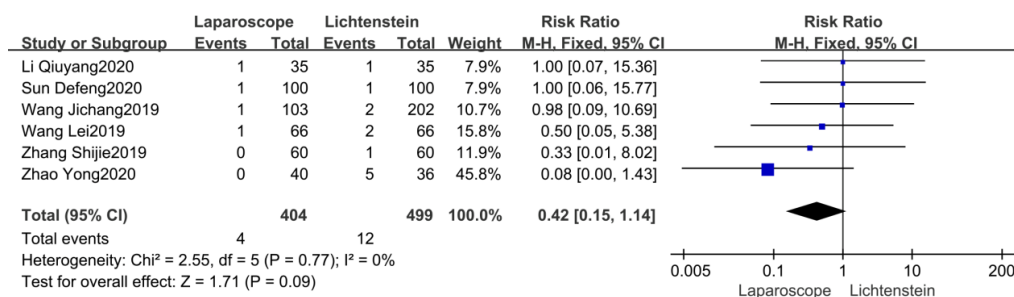 Laparoscope Lichtenstein Risk Ratio Risk Ratio
Study or Subgroup Events Total Events Total Weight M-H, Fixed, 95% CI M-H, Fixed, 95% CI
Li Qiuyang2020 1 35 1 35 7.9% 1.00 [0.07, 15.36]
Sun Defeng2020 1 100 1 100 7.9% 1.00 [0.06, 15.77]
Wang Jichang2019 1 103 2 202 10.7% 0.98 [0.09, 10.69]
Wang Lei2019 1 66 2 66 15.8% 0.50 [0.05, 5.38]
Zhang Shijie2019 0 60 1 60 11.9% 0.33 [0.01, 8.02]
Zhao Yong2020 0 40 5 36 45.8% 0.08 [0.00, 1.43]
Total (95% CI) 404 499 100.0% 0.42 [0.15, 1.14]
Total events 4 12
Heterogeneity: Chi² = 2.55, df = 5 (P = 0.77); I² = 0%
Test for overall effect: Z = 1.71 (P = 0.09)
0.005 0.1 1 10 200
Laparoscope Lichtenstein